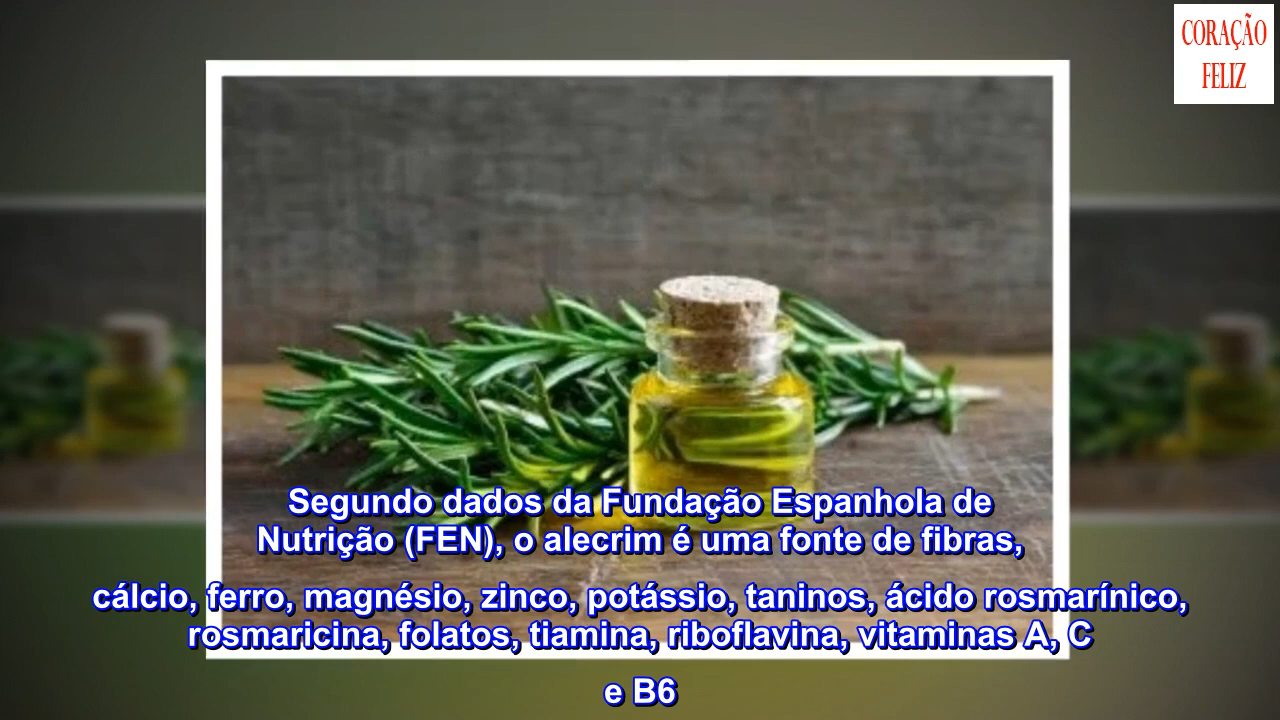 CORAÇÃO
FELIZ
Segundo dados da Fundação Espanhola de
Nutrição (FEN), o alecrim é uma fonte de fibras,
cálcio, ferro, magnésio, zinco, potássio, taninos, ácido rosmarínico,
rosmaricina, folatos, tiamina, riboflavina, vitaminas A, C
e B6